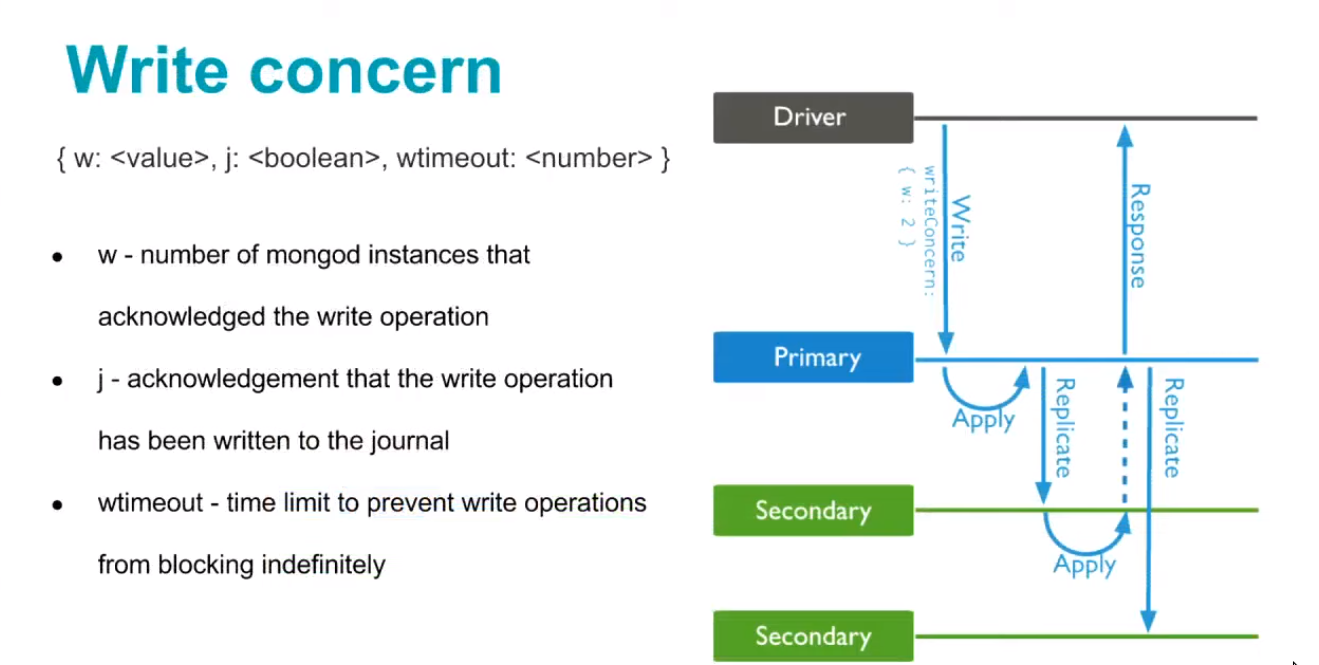 Write concern
{ w: <value>, j: <boolean>, wtimeout: <number> }
● w - number of mongod instances that
acknowledged the write operation
● j - acknowledgement that the write operation
has been written to the journal
● wtimeout - time limit to prevent write operations
from blocking indefinitely
Driver
Write
writeConcern:
{ w: 2 }
Response
Primary
Apply
Replicate
Replicate
Secondary
Apply
Secondary